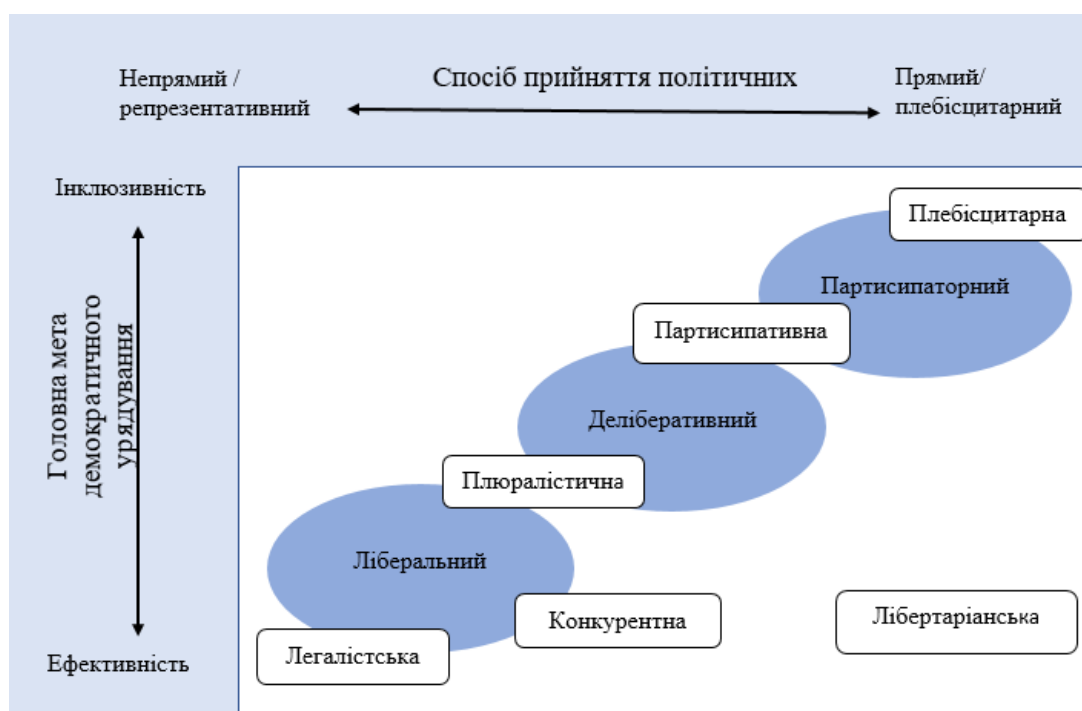 Непрямий /
репрезентативний
Спосіб прийняття політичних
Прямий/
плебісцитарний
Інклюзивність
Головна мета
демократичного
урядування
Ефективність
Плебісцитарна
Партисипаторний
Партисипативна
Деліберативний
Плюралістична
Ліберальний
Конкурентна
Лібертаріанська
Легалістська